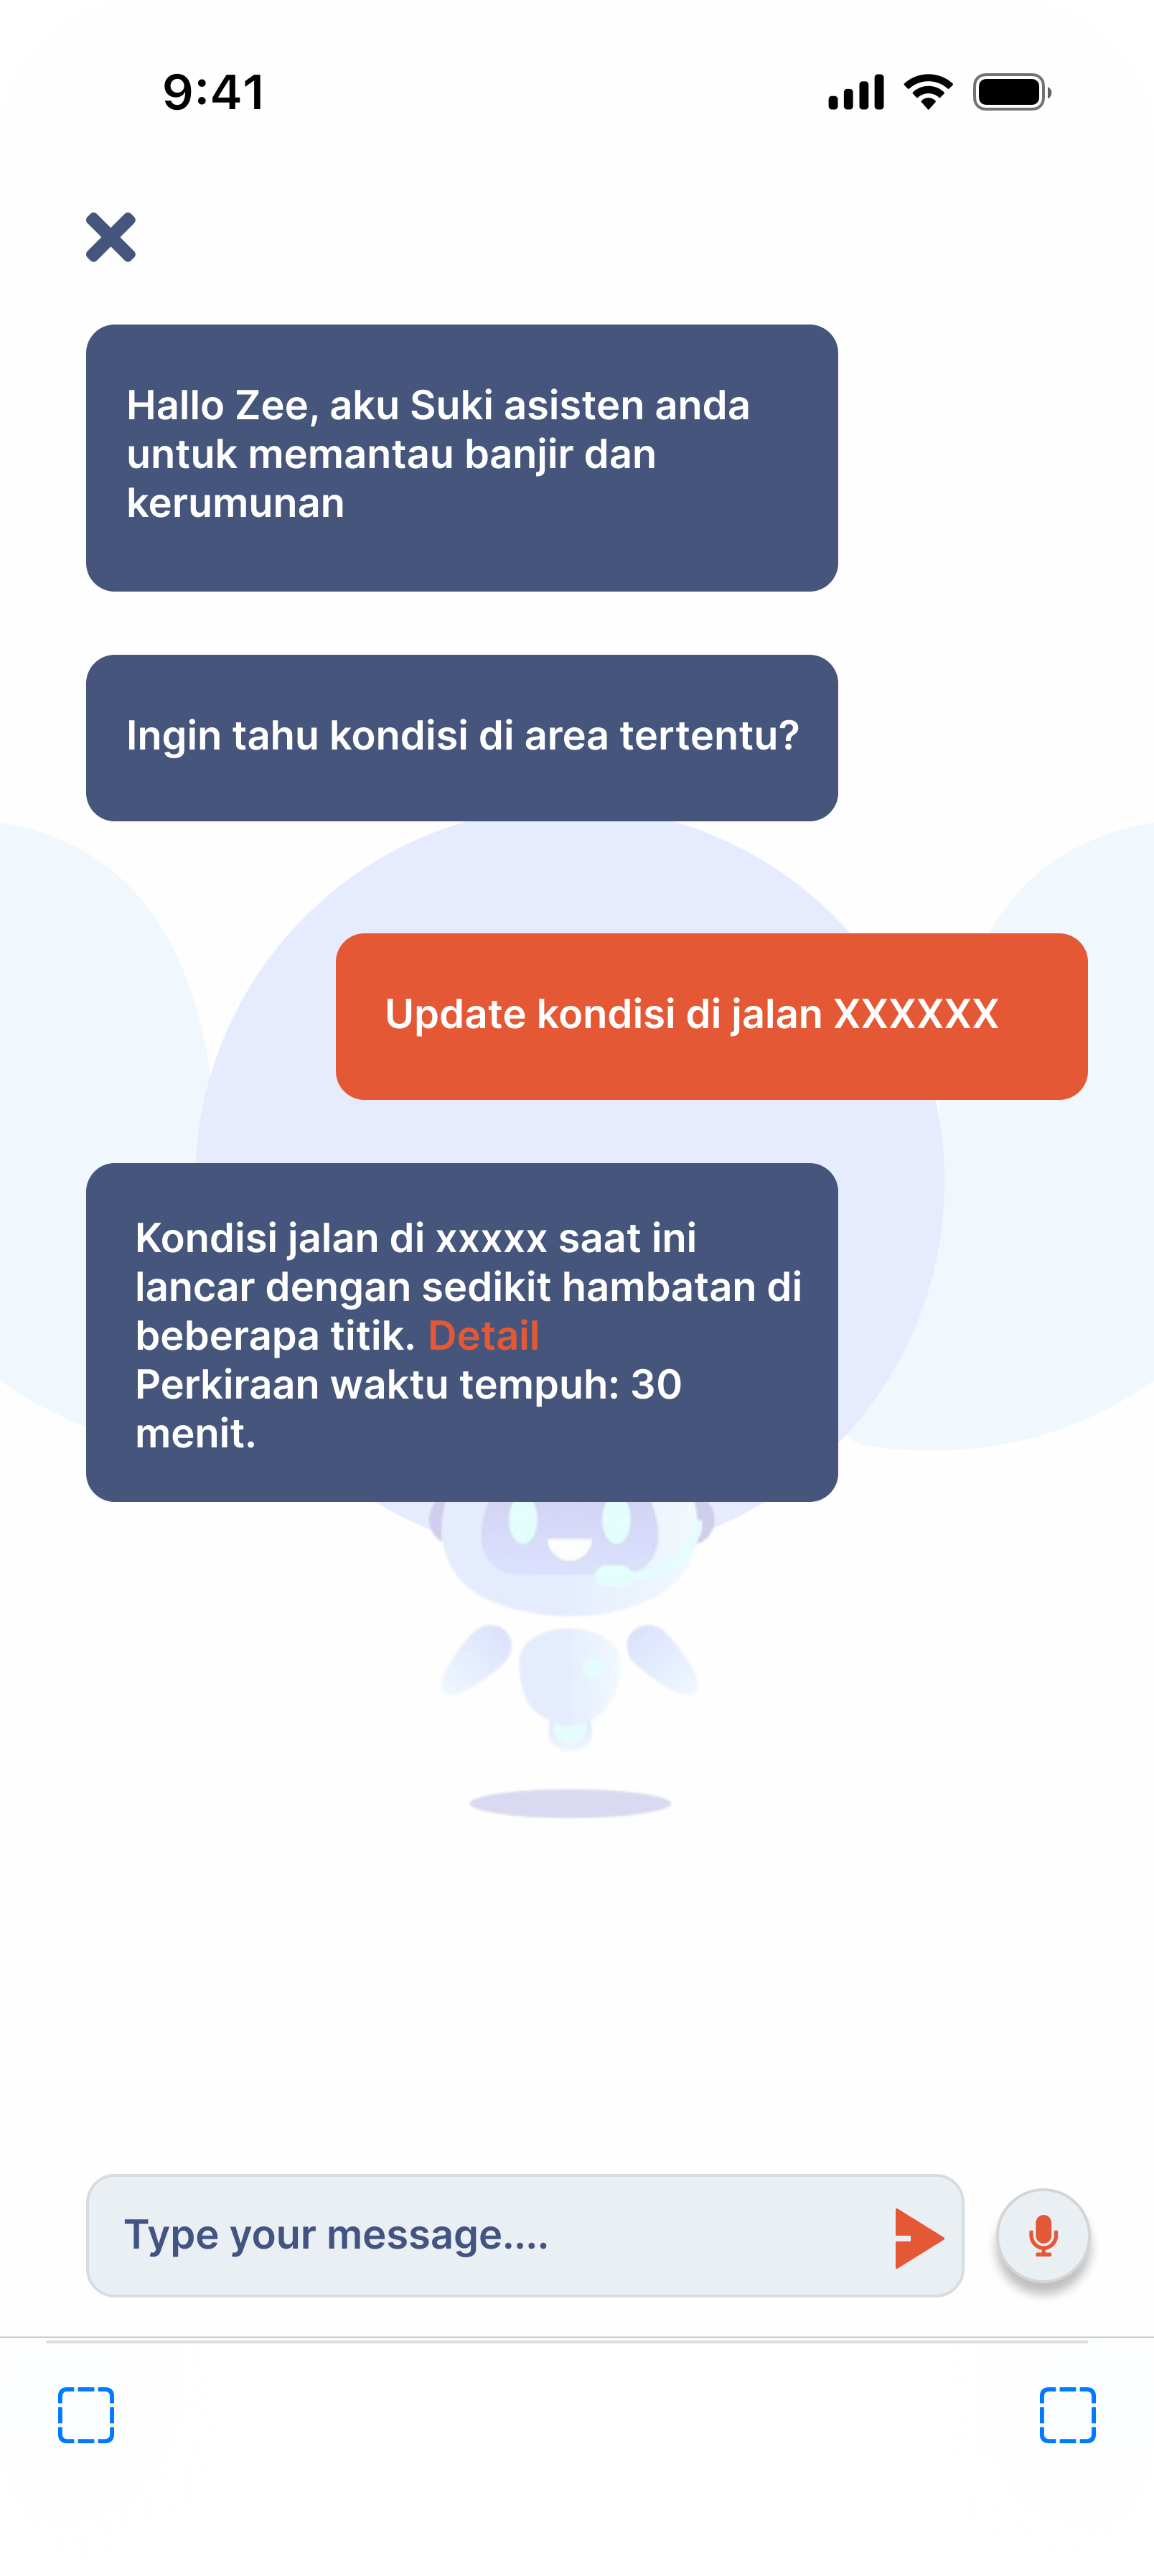 9:41
Hallo Zee, aku Suki asisten anda
untuk memantau banjir dan
kerumunan
Ingin tahu kondisi di area tertentu?
Update kondisi di jalan XXXXXX
Kondisi jalan di xxxxx saat ini
lancar dengan sedikit hambatan di
beberapa titik. Detail
Perkiraan waktu tempuh: 30
menit.
Type your message....